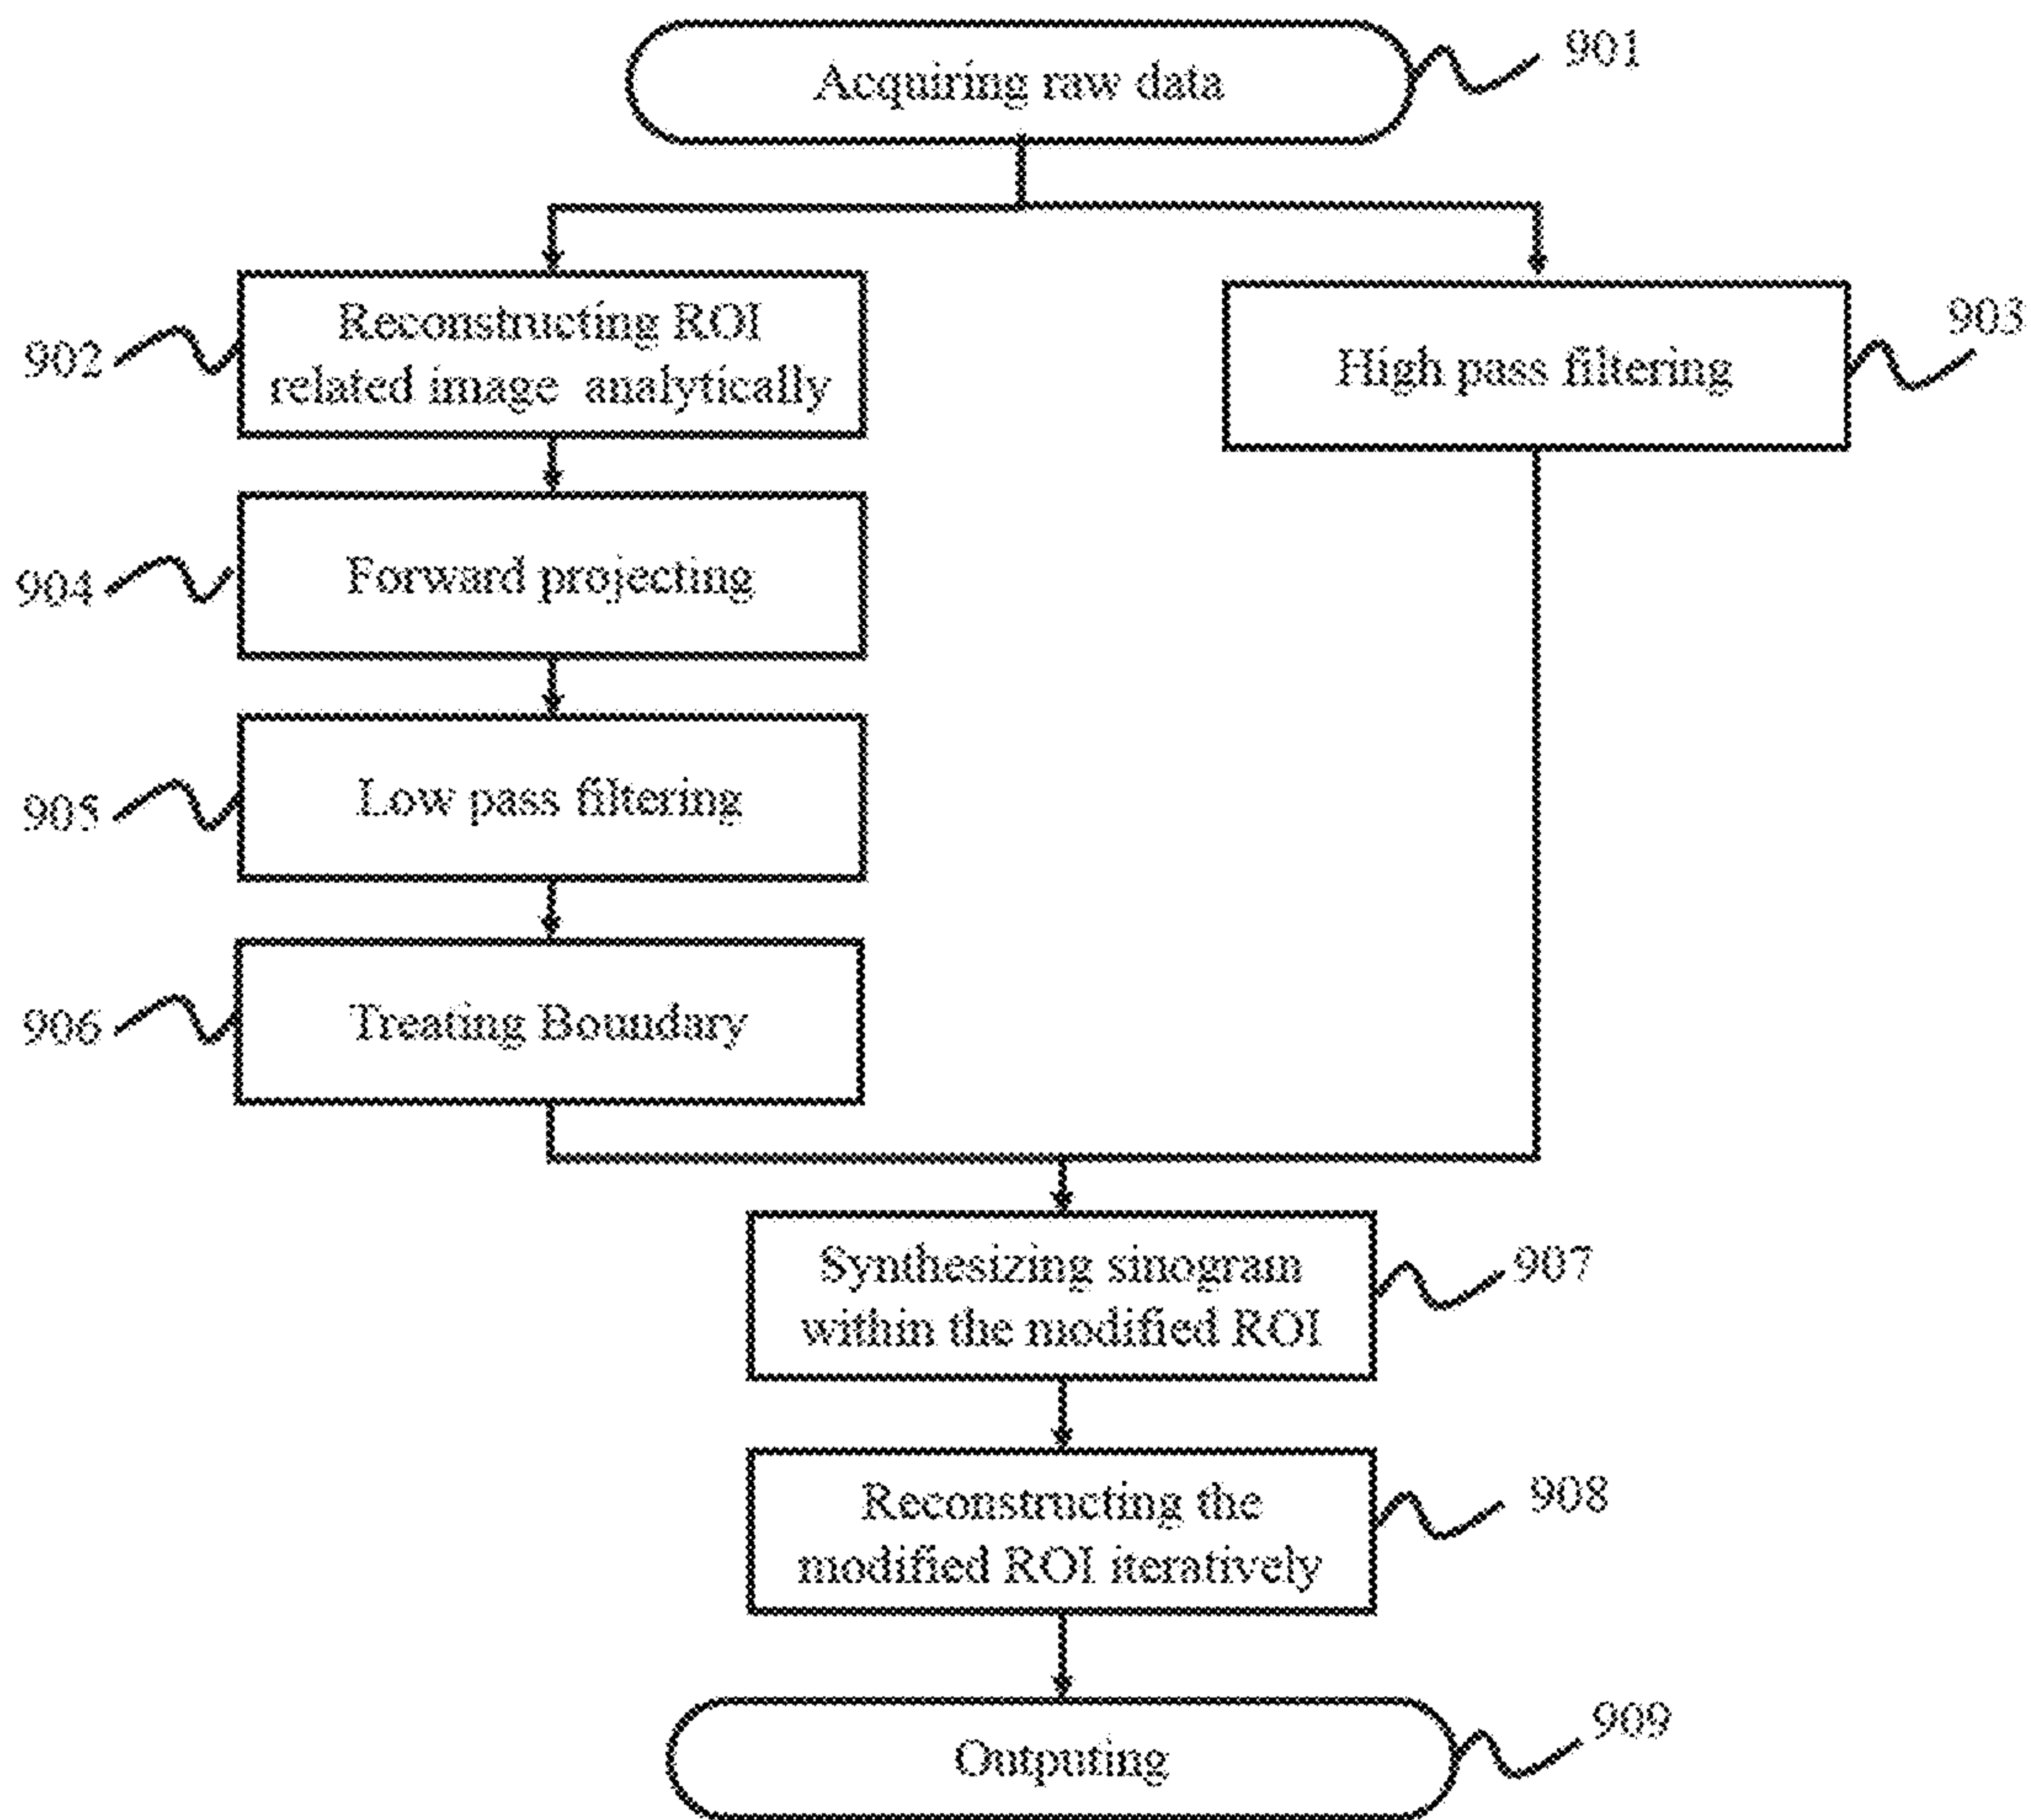 Acquiring raw data
901
Reconstructing ROI
related image analytically
902
High pass filtering
903
Forward projecting
904
Low pass filtering
905
Treating Boundary
906
Synthesizing sinogram
within the modified ROI
907
Reconstructing the
modified ROI iteratively
908
Outputing
909